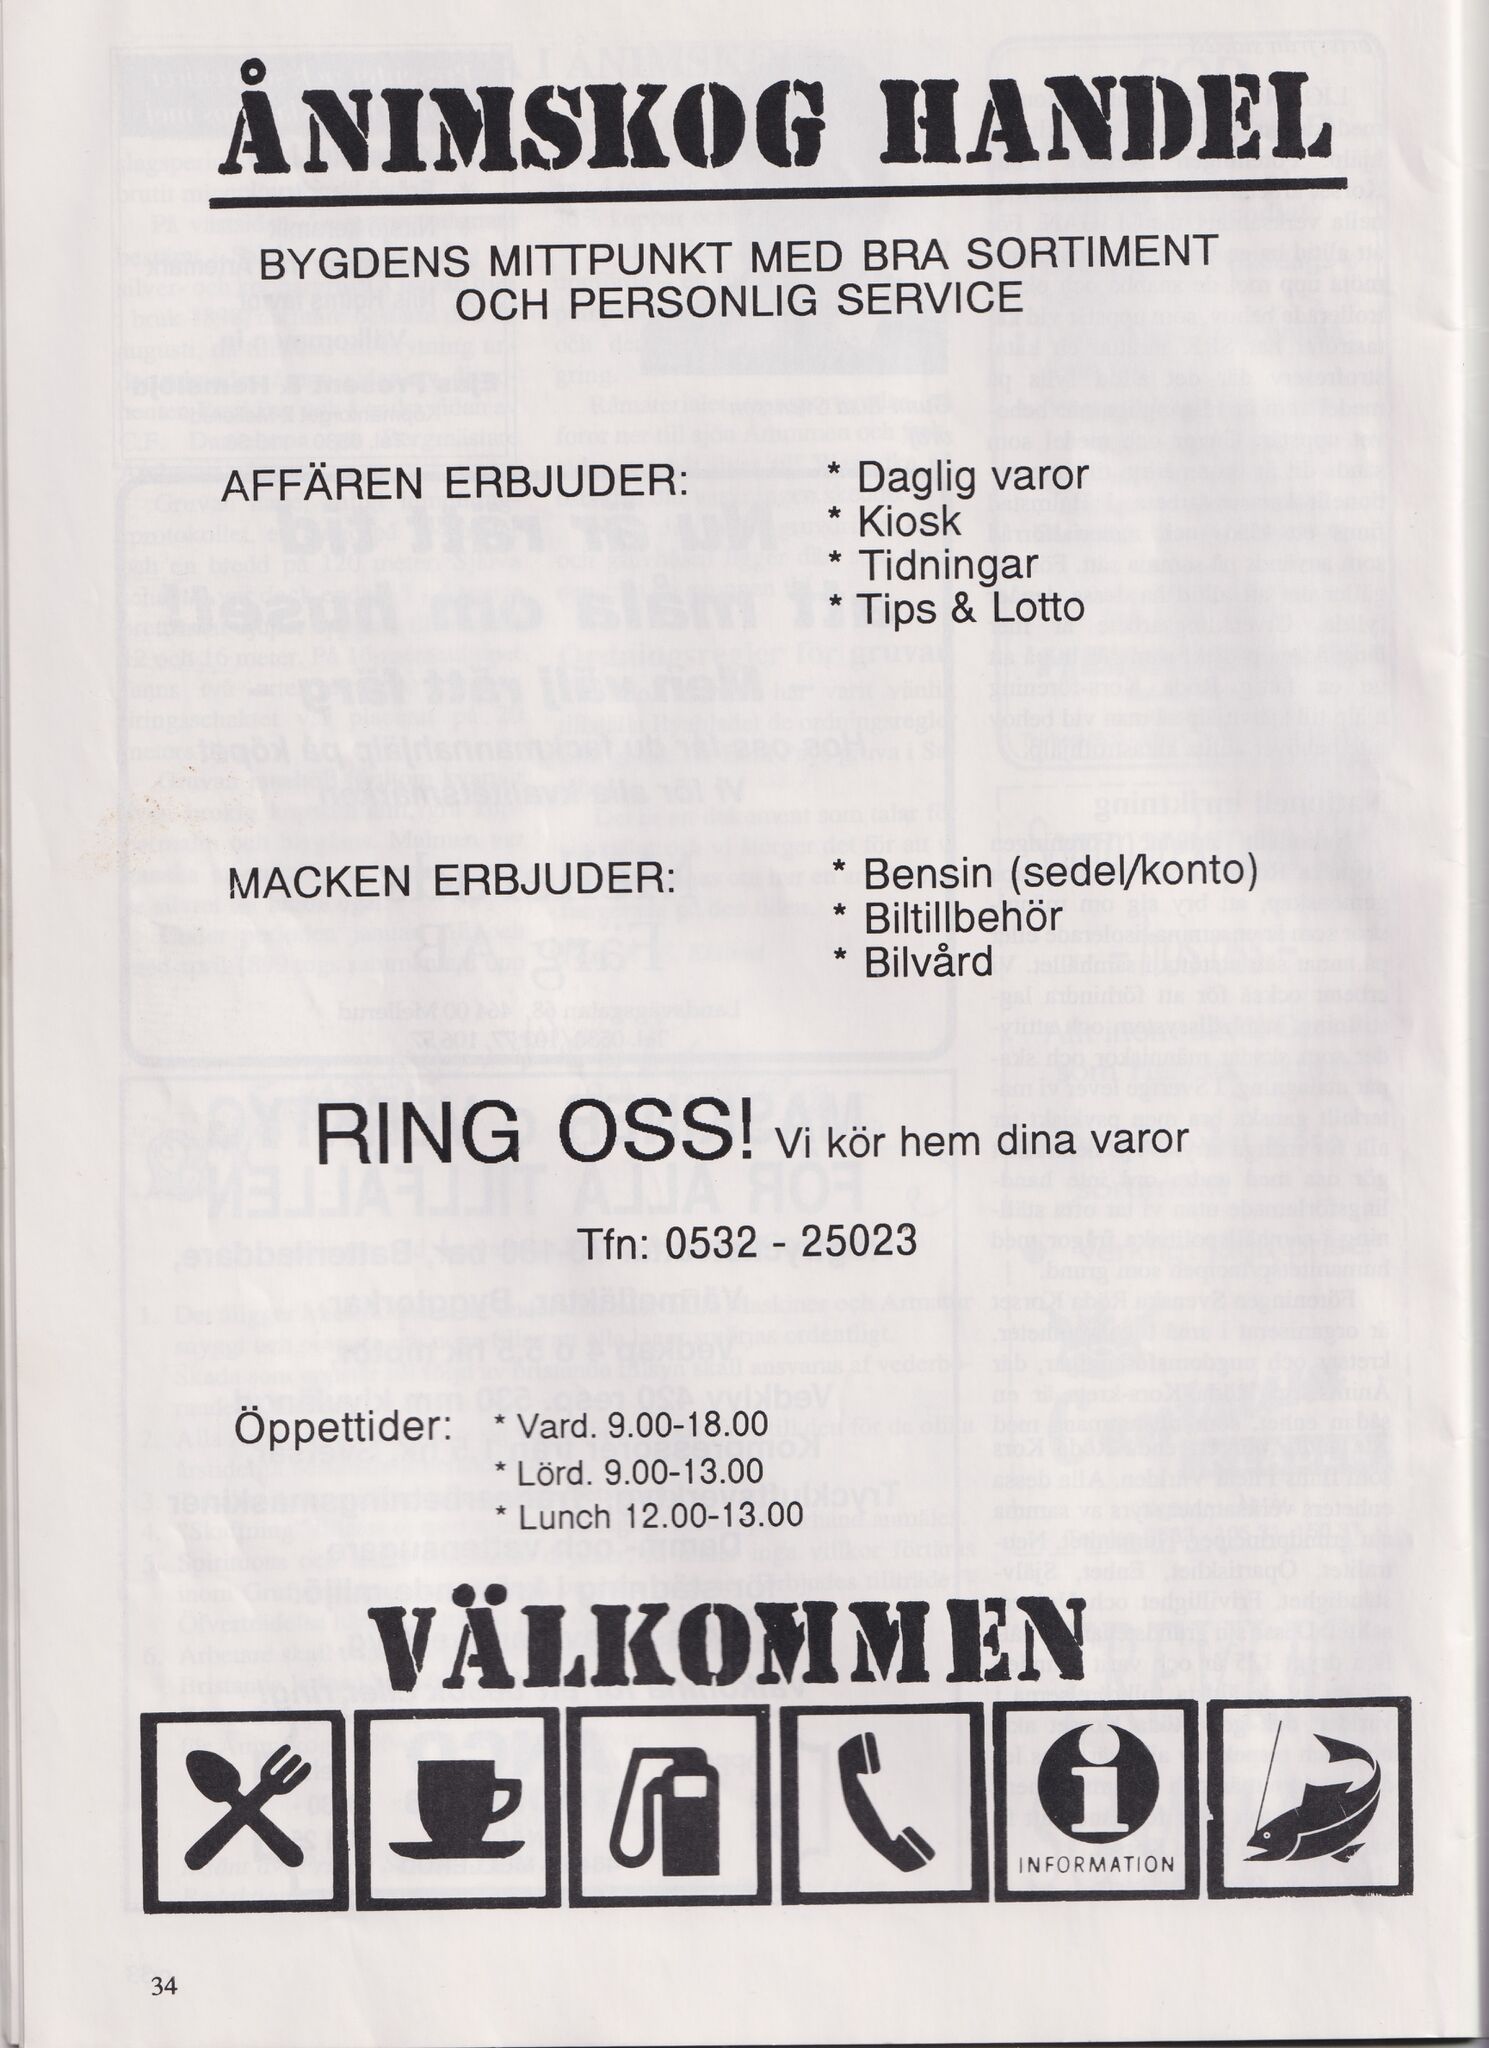 ÅNIMSKOG HANDEL
BYGDENS MITTPUNKT MED BRA SORTIMENT
OCH PERSONLIG SERVICE
AFFÄREN ERBJUDER:
* Daglig varor
* Kiosk
* Tidningar
* Tips & Lotto
MACKEN ERBJUDER:
* Bensin (sedel/konto)
* Biltillbehör
* Bilvård
RING OSS! Vi kör hem dina varor
Tfn: 0532 - 25023
Öppettider: * Vard. 9.00-18.00
* Lörd. 9.00-13.00
* Lunch 12.00-13.00
VÄLKOMMEN
i
INFORMATION
34